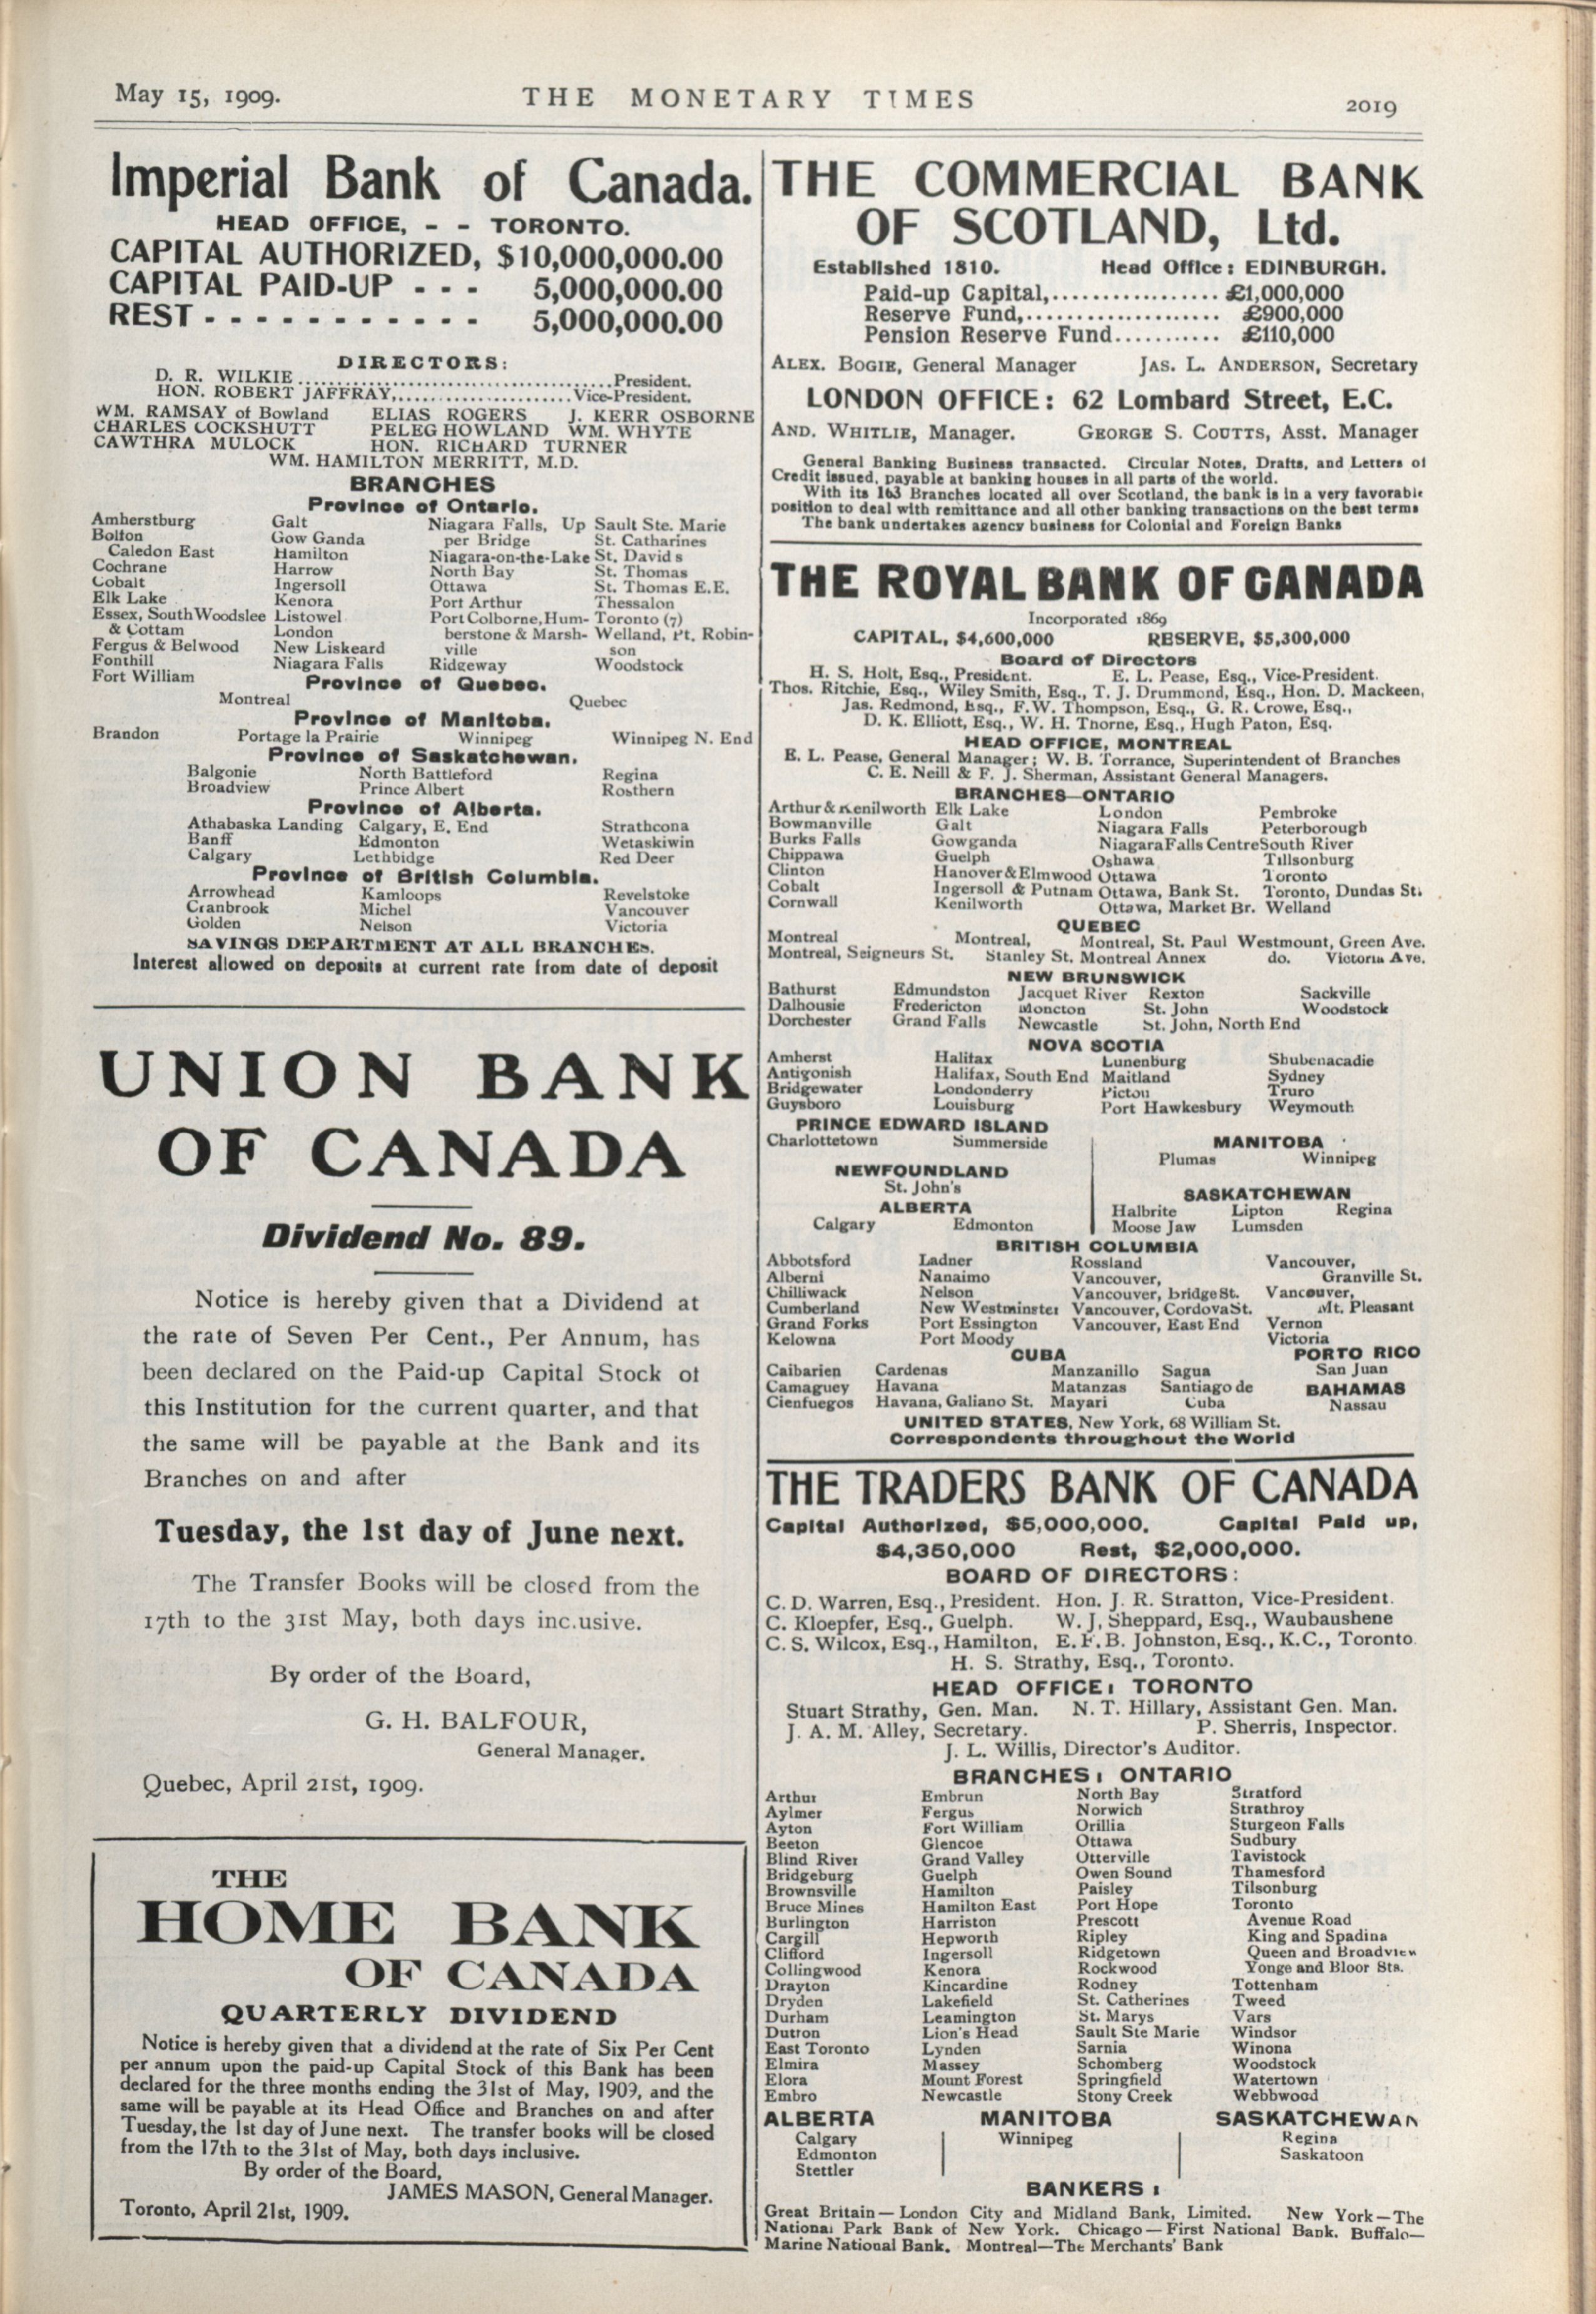 May 15, 1909.
THE MONETARY TIMES
2019
Imperial Bank of Canada.
HEAD OFFICE, - - TORONTO.
CAPITAL AUTHORIZED, $10,000,000.00
CAPITAL PAID-UP - - - 5,000,000.00
REST - - - - - - - - - - - 5,000,000.00
DIRECTORS:
D. R. WILKIE ........................................President.
HON. ROBERT JAFFRAY,......................Vice-President.
WM. RAMSAY of Bowland ELIAS ROGERS J. KERR OSBORNE
CHARLES COCKSHUTT PELEG HOWLAND WM. WHYTE
CAWTHRA MULOCK HON. RICHARD TURNER
WM. HAMILTON MERRITT, M.D.
BRANCHES
Province of Ontario.
Amherstburg Galt Niagara Falls, Up Sault Ste. Marie
Bolton Gow Ganda per Bridge St. Catharines
Caledon East Hamilton Niagara-on-the-Lake St. Davids
Cochrane Harrow North Bay St. Thomas
Cobalt Ingersoll Ottawa St. Thomas E.E.
Elk Lake Kenora Port Arthur Thessalon
Essex, South Woodslee Listowel Port Colborne, Hum- Toronto (7)
& Cottam London berstone & Marsh- Welland, Pt. Robin-
Fergus & Belwood New Liskeard ville son
Fonthill Niagara Falls Ridgeway Woodstock
Fort William
Province of Quebec.
Montreal Quebec
Province of Manitoba.
Brandon Portage la Prairie Winnipeg Winnipeg N. End
Province of Saskatchewan.
Balgonie North Battleford Regina
Broadview Prince Albert Rosthern
Province of Alberta.
Athabaska Landing Calgary, E. End Strathcona
Banff Edmonton Wetaskiwin
Calgary Lethbidge Red Deer
Province of British Columbia.
Arrowhead Kamloops Revelstoke
Cranbrook Michel Vancouver
Golden Nelson Victoria
SAVINGS DEPARTMENT AT ALL BRANCHES.
Interest allowed on deposits at current rate from date of deposit
UNION BANK
OF CANADA
Dividend No. 89.
Notice is hereby given that a Dividend at
the rate of Seven Per Cent., Per Annum, has
been declared on the Paid-up Capital Stock of
this Institution for the current quarter, and that
the same will be payable at the Bank and its
Branches on and after
Tuesday, the 1st day of June next.
The Transfer Books will be closed from the
17th to the 31st May, both days inc.usive.
By order of the Board,
G. H. BALFOUR,
General Manager.
Quebec, April 21st, 1909.
THE
HOME BANK
OF CANADA
QUARTERLY DIVIDEND
Notice is hereby given that a dividend at the rate of Six Per Cent
per annum upon the paid-up Capital Stock of this Bank has been
declared for the three months ending the 31st of May, 1909, and the
same will be payable at its Head Office and Branches on and after
Tuesday, the 1st day of June next. The transfer books will be closed
from the 17th to the 31st of May, both days inclusive.
By order of the Board,
JAMES MASON, General Manager.
Toronto, April 21st, 1909.
THE COMMERCIAL BANK
OF SCOTLAND, Ltd.
Established 1810. Head Office: EDINBURGH.
Paid-up Capital,................. £1,000,000
Reserve Fund,.................... £900,000
Pension Reserve Fund........... £110,000
ALEX. BOGIE, General Manager JAS. L. ANDERSON, Secretary
LONDON OFFICE: 62 Lombard Street, E.C.
AND. WHITLIE, Manager. GEORGE S. COUTTS, Asst. Manager
General Banking Business transacted. Circular Notes, Drafts, and Letters of
Credit issued, payable at banking houses in all parts of the world.
With its 163 Branches located all over Scotland, the bank is in a very favorable
position to deal with remittance and all other banking transactions on the best terms
The bank undertakes agency business for Colonial and Foreign Banks
THE ROYAL BANK OF CANADA
Incorporated 1869
CAPITAL, $4,600,000 RESERVE, $5,300,000
Board of Directors
H. S. Holt, Esq., President. E. L. Pease, Esq., Vice-President.
Thos. Ritchie, Esq., Wiley Smith, Esq., T. J. Drummond, Esq., Hon. D. Mackeen,
Jas. Redmond, Esq., F. W. Thompson, Esq., G. R. Crowe, Esq.,
D. K. Elliott, Esq., W. H. Thorne, Esq., Hugh Paton, Esq.
HEAD OFFICE, MONTREAL
E. L. Pease, General Manager; W. B. Torrance, Superintendent of Branches
C. E. Neill & F. J. Sherman, Assistant General Managers.
BRANCHES—ONTARIO
Arthur & Kenilworth Elk Lake London Pembroke
Bowmanville Galt Niagara Falls Peterborough
Burks Falls Gowganda Niagara Falls Centre South River
Chippawa Guelph Oshawa Tillsonburg
Clinton Hanover & Elmwood Ottawa Toronto
Cobalt Ingersoll & Putnam Ottawa, Bank St. Toronto, Dundas St.
Cornwall Kenilworth Ottawa, Market Br. Welland
QUEBEC
Montreal Montreal, Montreal, St. Paul Westmount, Green Ave.
Montreal, Seigneurs St. Stanley St. Montreal Annex do. Victoria Ave.
NEW BRUNSWICK
Bathurst Edmundston Jacquet River Rexton Sackville
Dalhousie Fredericton Moncton St. John Woodstock
Dorchester Grand Falls Newcastle St. John, North End
NOVA SCOTIA
Amherst Halifax Lunenburg Shubenacadie
Antigonish Halifax, South End Maitland Sydney
Bridgewater Londonderry Pictou Truro
Guysboro Louisburg Port Hawkesbury Weymouth
PRINCE EDWARD ISLAND
Charlottetown Summerside
MANITOBA
Plumas Winnipeg
NEWFOUNDLAND
St. John's
SASKATCHEWAN
Halbrite Lipton Regina
Moose Jaw Lumsden
ALBERTA
Calgary Edmonton
BRITISH COLUMBIA
Abbotsford Ladner Rossland Vancouver,
Alberni Nanaimo Vancouver, Granville St.
Chilliwack Nelson Vancouver, bridge St. Vancouver,
Cumberland New Westminster Vancouver, Cordova St. Mt. Pleasant
Grand Forks Port Essington Vancouver, East End Vernon
Kelowna Port Moody Victoria
CUBA PORTO RICO
Caibarien Cardenas Manzanillo Sagua San Juan
Camaguey Havana Matanzas Santiago de BAHAMAS
Cienfuegos Havana, Galiano St. Mayari Cuba Nassau
UNITED STATES, New York, 68 William St.
Correspondents throughout the World
THE TRADERS BANK OF CANADA
Capital Authorized, $5,000,000. Capital Paid up,
$4,350,000 Rest, $2,000,000.
BOARD OF DIRECTORS:
C. D. Warren, Esq., President. Hon. J. R. Stratton, Vice-President.
C. Kloepfer, Esq., Guelph. W. J. Sheppard, Esq., Waubaushene
C. S. Wilcox, Esq., Hamilton, E. F. B. Johnston, Esq., K.C., Toronto.
H. S. Strathy, Esq., Toronto.
HEAD OFFICE: TORONTO
Stuart Strathy, Gen. Man. N. T. Hillary, Assistant Gen. Man.
J. A. M. Alley, Secretary. P. Sherris, Inspector.
J. L. Willis, Director's Auditor.
BRANCHES: ONTARIO
Arthur Embrun North Bay Stratford
Aylmer Fergus Norwich Strathroy
Ayton Fort William Orillia Sturgeon Falls
Beeton Glencoe Ottawa Sudbury
Blind River Grand Valley Otterville Tavistock
Bridgeburg Guelph Owen Sound Thamesford
Brownsville Hamilton Paisley Tilsonburg
Bruce Mines Hamilton East Port Hope Toronto
Burlington Harriston Prescott Avenue Road
Cargill Hepworth Ripley King and Spadina
Clifford Ingersoll Ridgetown Queen and Broadview
Collingwood Kenora Rockwood Yonge and Bloor Sts.
Drayton Kincardine Rodney Tottenham
Dryden Lakefield St. Catherines Tweed
Durham Leamington St. Marys Vars
Dutton Lion's Head Sault Ste Marie Windsor
East Toronto Lynden Sarnia Winona
Elmira Massey Schomberg Woodstock
Elora Mount Forest Springfield Watertown
Embro Newcastle Stony Creek Webbwood
ALBERTA MANITOBA SASKATCHEWAN
Calgary Winnipeg Regina
Edmonton Saskatoon
Stettler
BANKERS:
Great Britain—London City and Midland Bank, Limited. New York—The
National Park Bank of New York. Chicago—First National Bank. Buffalo—
Marine National Bank. Montreal—The Merchants' Bank